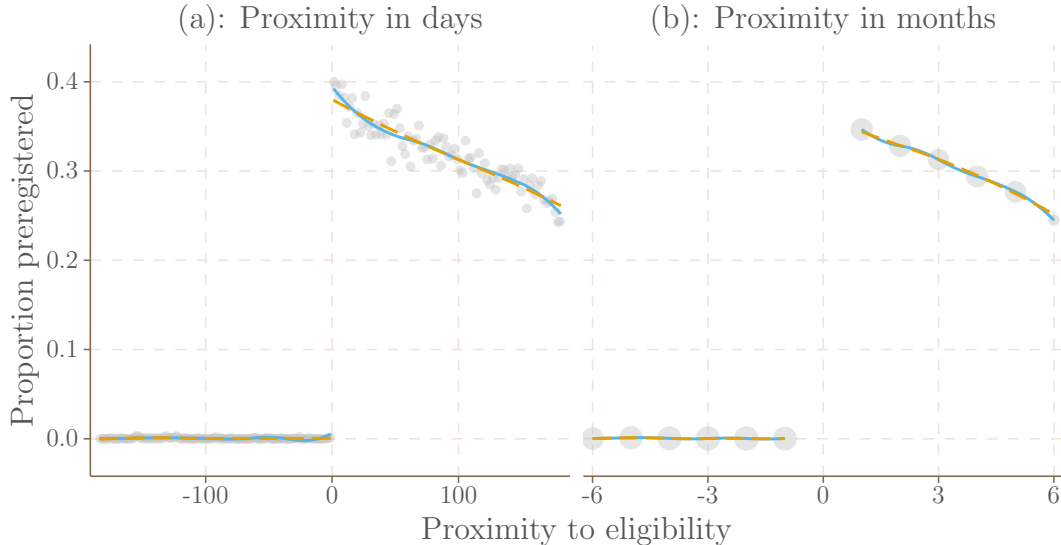 (a): Proximity in days
(b): Proximity in months
Proportion preregistered
0.4
0.3
0.2
0.1
0.0
-100 0 100
-6 -3 0 3 6
Proximity to eligibility